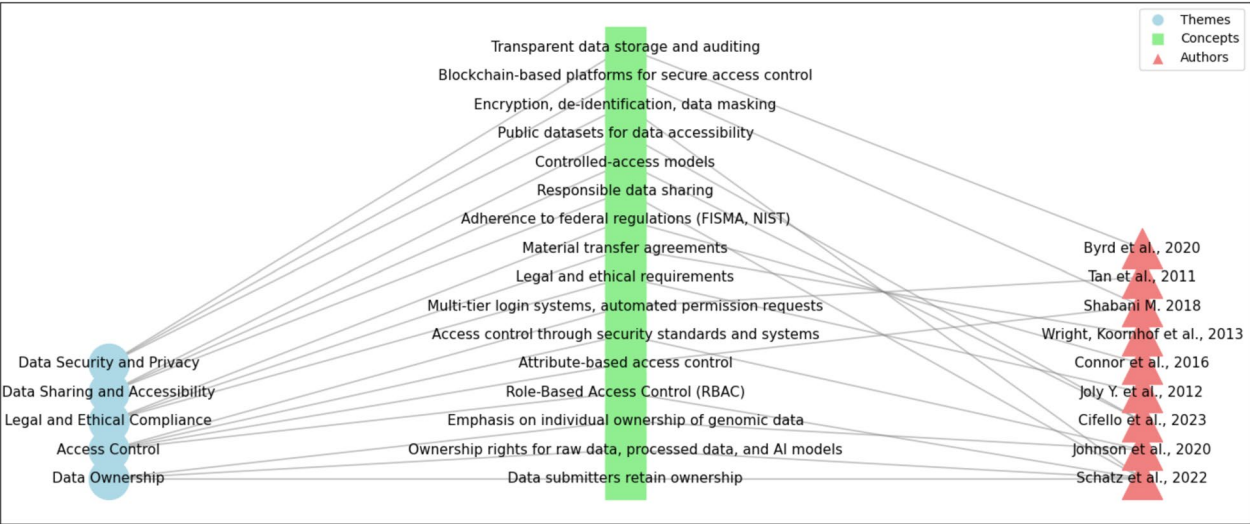 Themes
Concepts
Authors
Transparent data storage and auditing
Blockchain-based platforms for secure access control
Encryption, de-identification, data masking
Public datasets for data accessibility
Controlled-access models
Responsible data sharing
Adherence to federal regulations (FISMA, NIST)
Material transfer agreements
Legal and ethical requirements
Multi-tier login systems, automated permission requests
Access control through security standards and systems
Attribute-based access control
Role-Based Access Control (RBAC)
Emphasis on individual ownership of genomic data
Ownership rights for raw data, processed data, and AI models
Data submitters retain ownership
Data Security and Privacy
Data Sharing and Accessibility
Legal and Ethical Compliance
Access Control
Data Ownership
Byrd et al., 2020
Tan et al., 2011
Shabani M. 2018
Wright, Koornhof et al., 2013
Connor et al., 2016
Joly Y. et al., 2012
Cifello et al., 2023
Johnson et al., 2020
Schatz et al., 2022